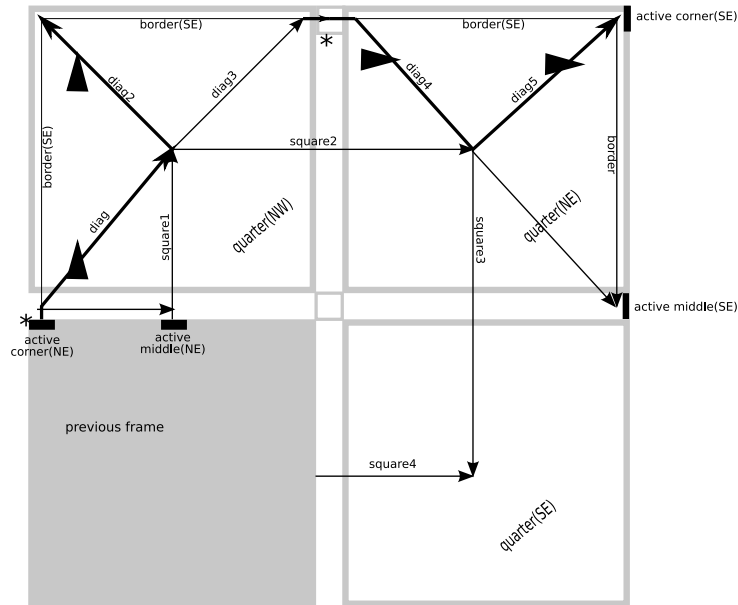 border(SE)
border(SE)
active corner(SE)
*
diag2
diag3
diag4
diag5
border(SE)
border
square2
diag
square1
quarter(NW)
square3
quarter(NE)
*
active
corner(NE)
active
middle(NE)
active middle(SE)
previous frame
square4
quarter(SE)